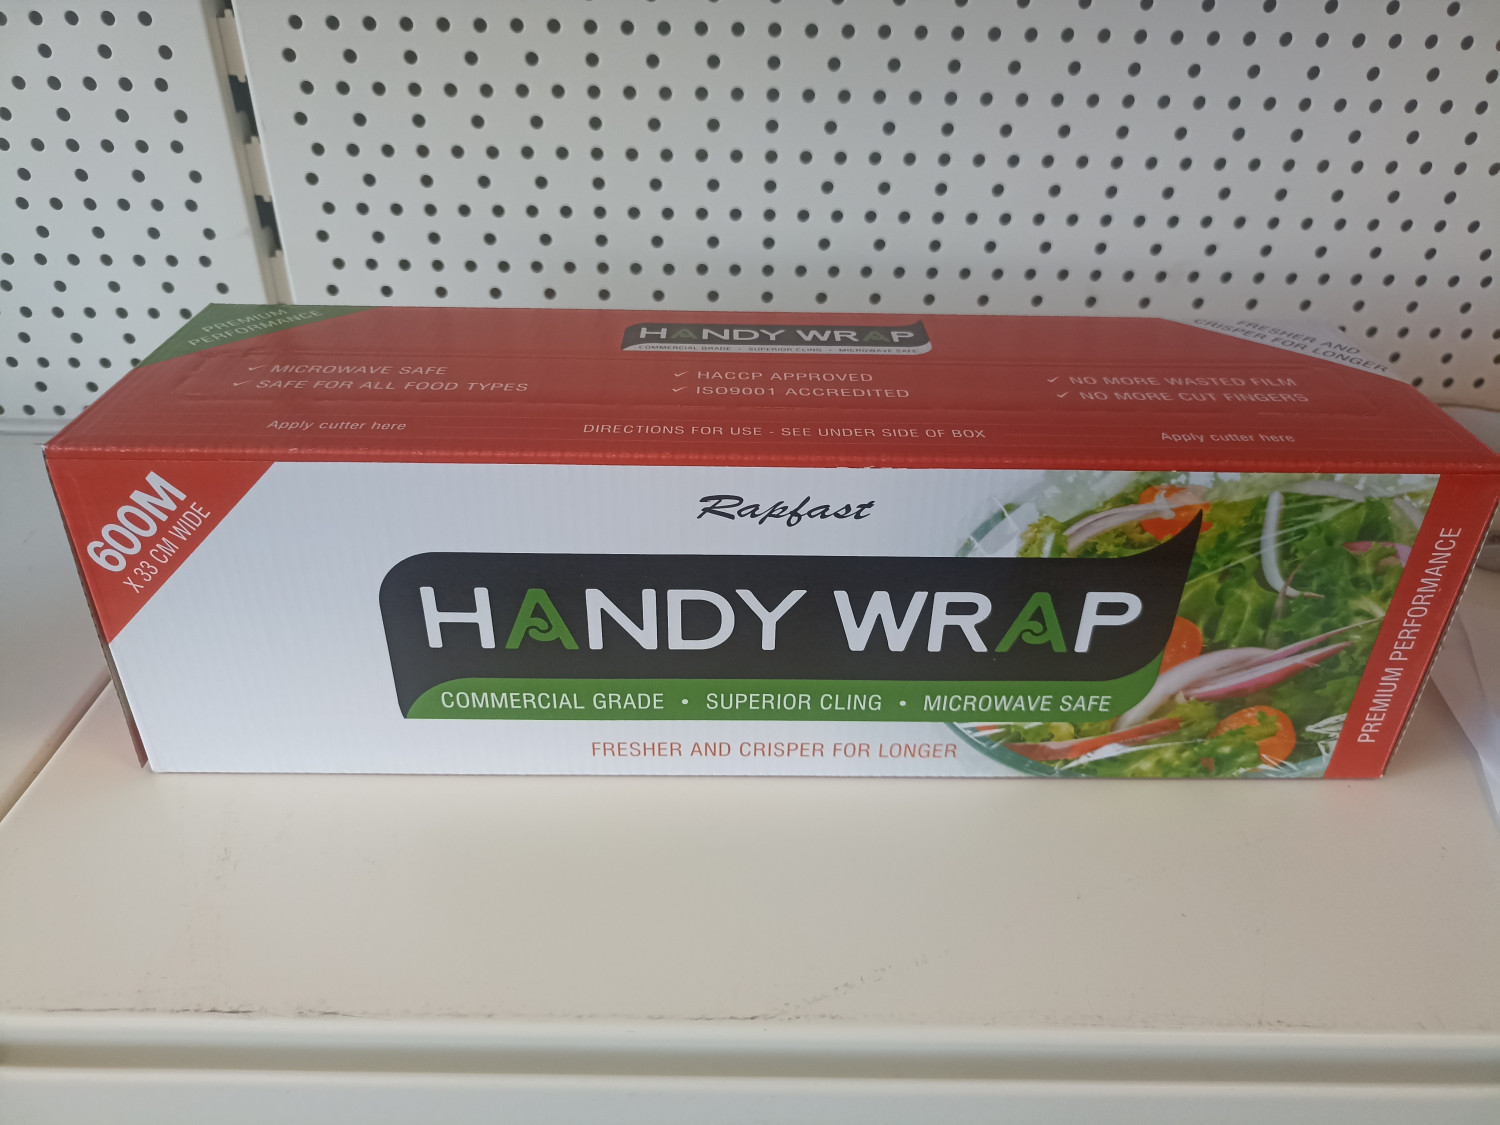 PREMIUM
PERFORMANCE
HANDY WRAP
COMMERCIAL GRADE • SUPERIOR CLING • MICROWAVE SAFE
FRESHER AND
CRISPER FOR LONGER
✓ MICROWAVE SAFE
✓ SAFE FOR ALL FOOD TYPES
✓ HACCP APPROVED
✓ ISO9001 ACCREDITED
✓ NO MORE WASTED FILM
✓ NO MORE CUT FINGERS
Apply cutter here
DIRECTIONS FOR USE - SEE UNDER SIDE OF BOX
Apply cutter here
600M
X 33 CM WIDE
Rapfast
HANDY WRAP
COMMERCIAL GRADE • SUPERIOR CLING • MICROWAVE SAFE
FRESHER AND CRISPER FOR LONGER
PREMIUM PERFORMANCE